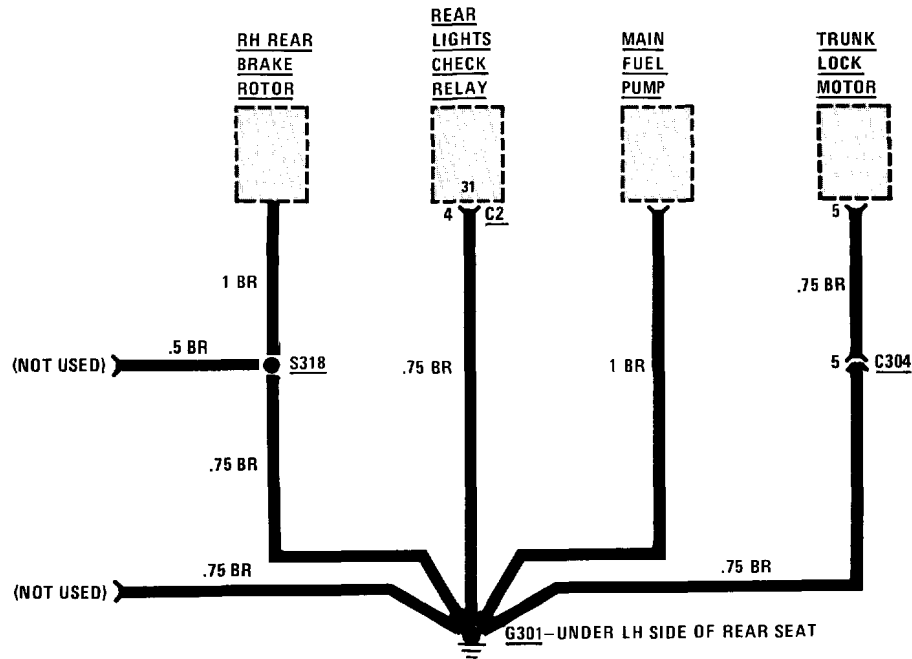 RH REAR
BRAKE
ROTOR
REAR
LIGHTS
CHECK
RELAY
MAIN
FUEL
PUMP
TRUNK
LOCK
MOTOR
31
4
C2
5
1 BR
.75 BR
(NOT USED)
.5 BR
S318
.75 BR
1 BR
5
C304
.75 BR
(NOT USED)
.75 BR
.75 BR
G301–UNDER LH SIDE OF REAR SEAT